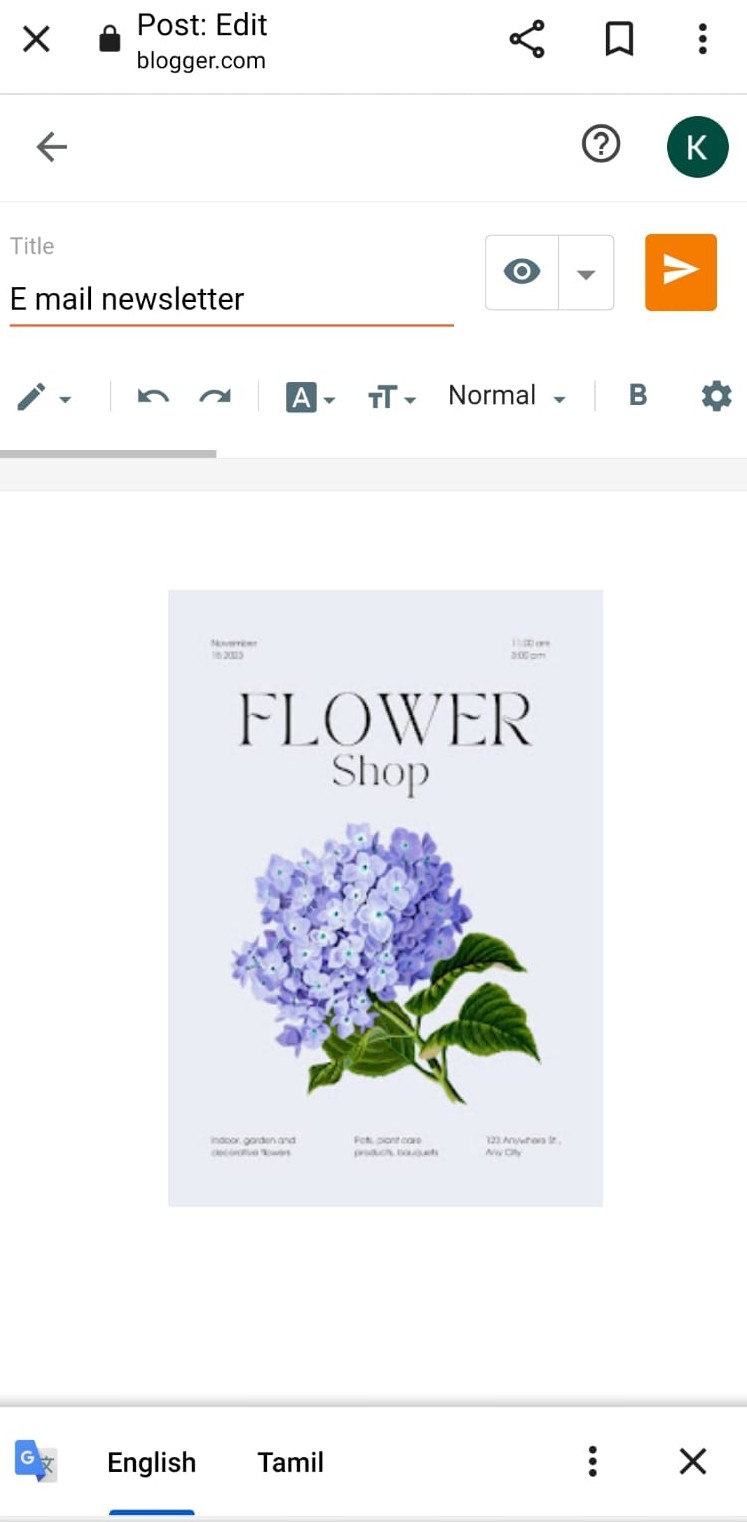 Post: Edit
blogger.com
K
Title
E mail newsletter
A
Normal
B
November
16 2023
11:00 am
3:00 pm
FLOWER
Shop
Indoor, garden and
decorative flowers
Pots, plant care
products, bouquets
123 Anywhere St.,
Any City
G
English
Tamil